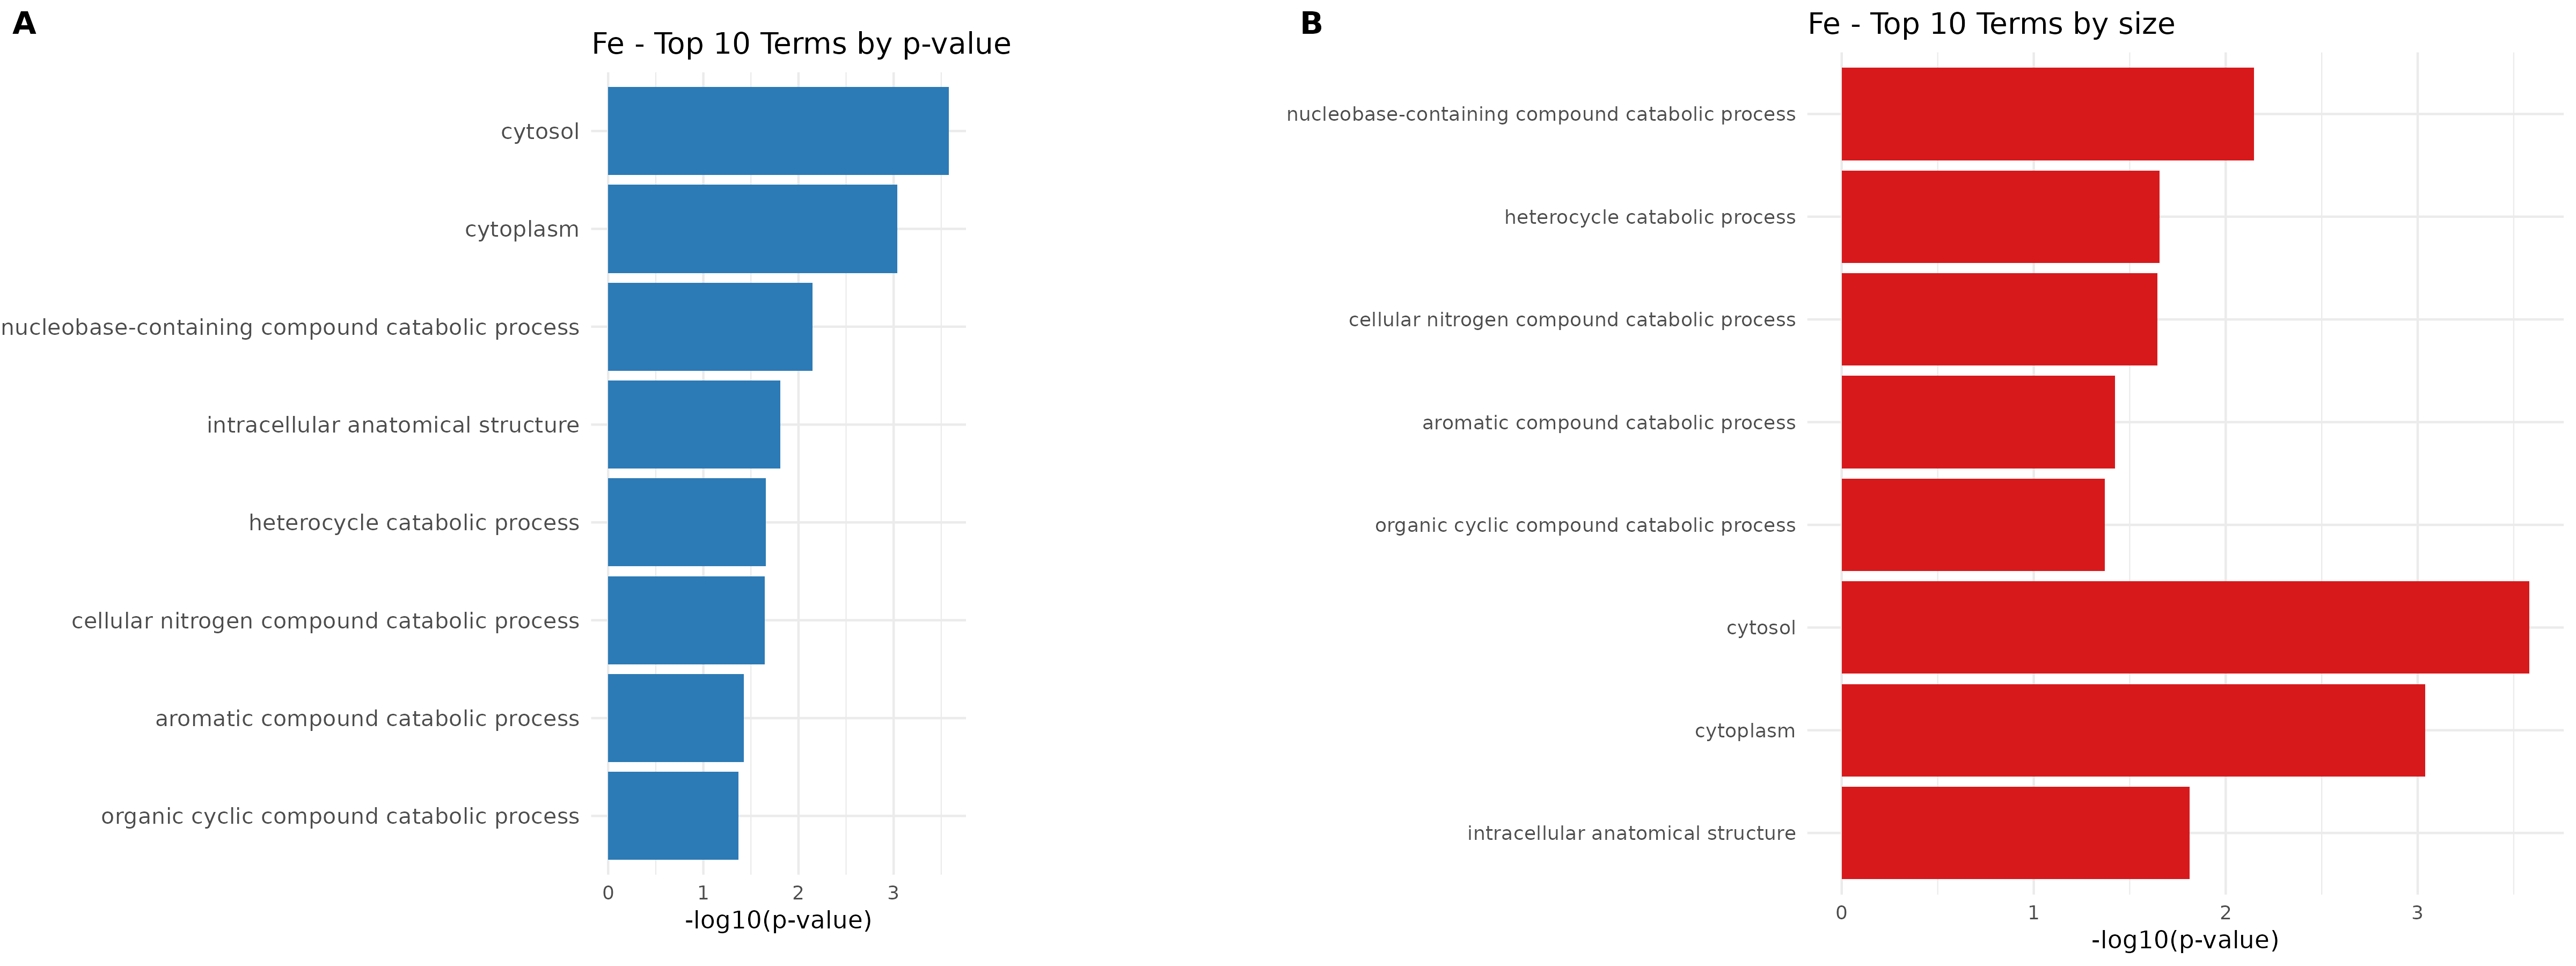 A
Fe - Top 10 Terms by p-value
cytosol
cytoplasm
nucleobase-containing compound catabolic process
intracellular anatomical structure
heterocycle catabolic process
cellular nitrogen compound catabolic process
aromatic compound catabolic process
organic cyclic compound catabolic process
0 1 2 3
-log10(p-value)
B
Fe - Top 10 Terms by size
nucleobase-containing compound catabolic process
heterocycle catabolic process
cellular nitrogen compound catabolic process
aromatic compound catabolic process
organic cyclic compound catabolic process
cytosol
cytoplasm
intracellular anatomical structure
0 1 2 3
-log10(p-value)